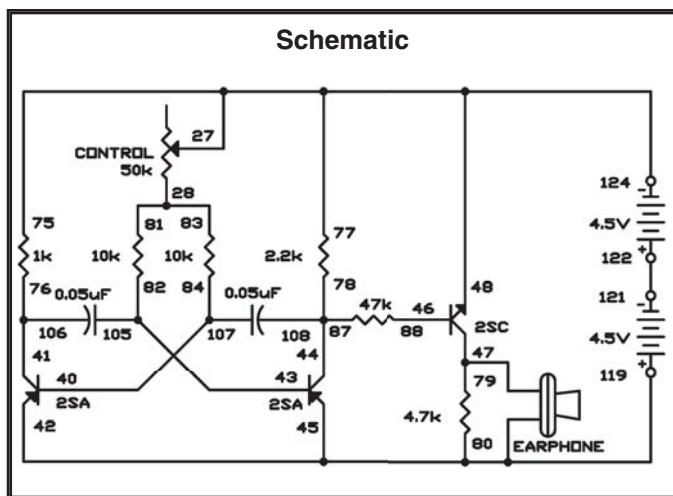 Schematic
27
CONTROL
50k
28
124
4.5V
122
121
4.5V
119
75
1k
76
81
10k
82
83
10k
84
77
2.2k
78
0.05uF
106
105
0.05uF
107
108
87
47k
88
46
48
2SC
47
41
40
2SA
42
44
43
2SA
45
79
4.7k
80
EARPHONE